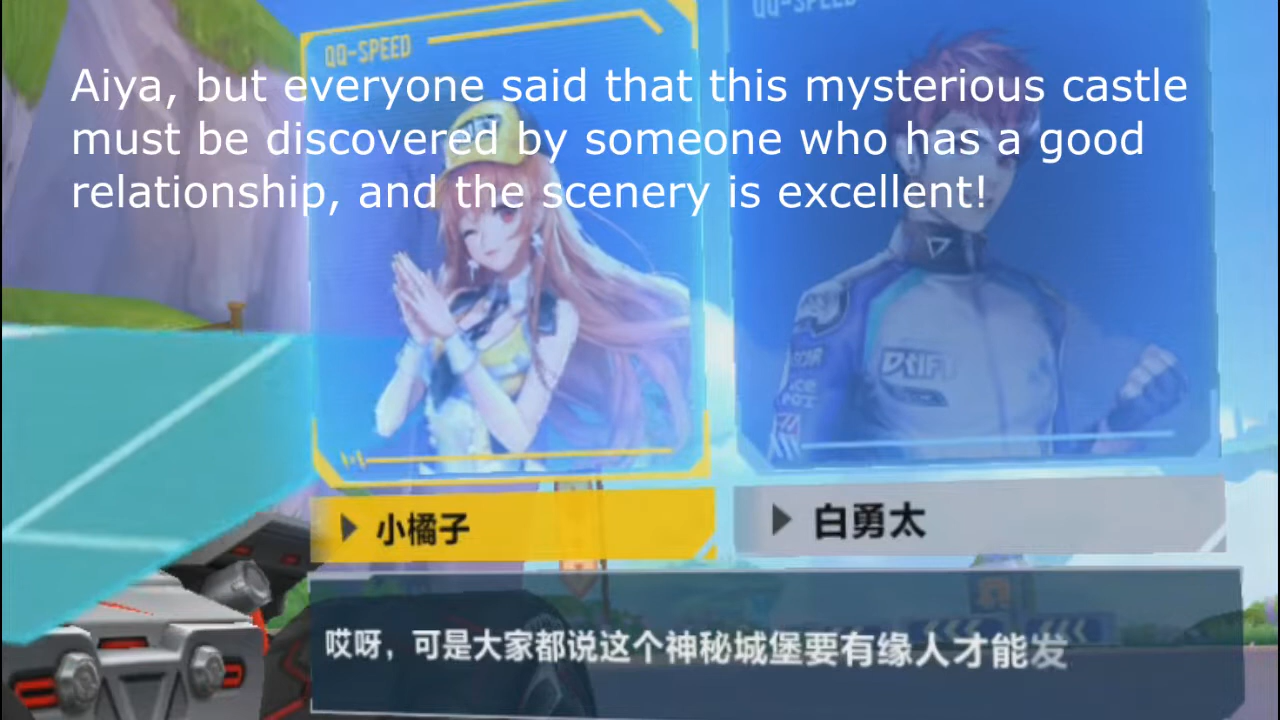 QQ-SPEED
QQ-SPEED
Aiya, but everyone said that this mysterious castle
must be discovered by someone who has a good
relationship, and the scenery is excellent!
DRIFT
小橘子
白勇太
哎呀，可是大家都说这个神秘城堡要有缘人才能发